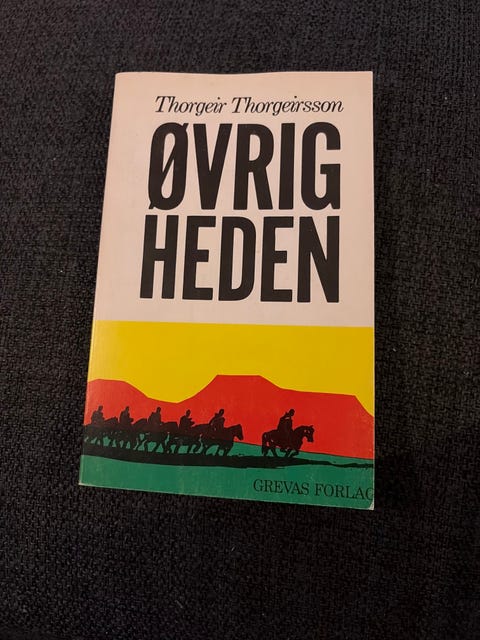 Thorgeir Thorgeirsson
ØVRIG
HEDEN
GREVAS FORLAG